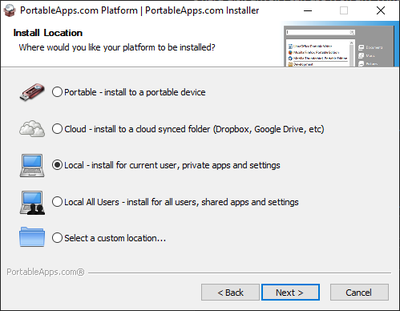 PortableApps.com Platform | PortableApps.com Installer
Install Location
Where would you like your platform to be installed?
Portable - install to a portable device
Cloud - install to a cloud synced folder (Dropbox, Google Drive, etc)
Local - install for current user, private apps and settings
Local All Users - install for all users, shared apps and settings
Select a custom location...
PortableApps.com®
< Back
Next >
Cancel